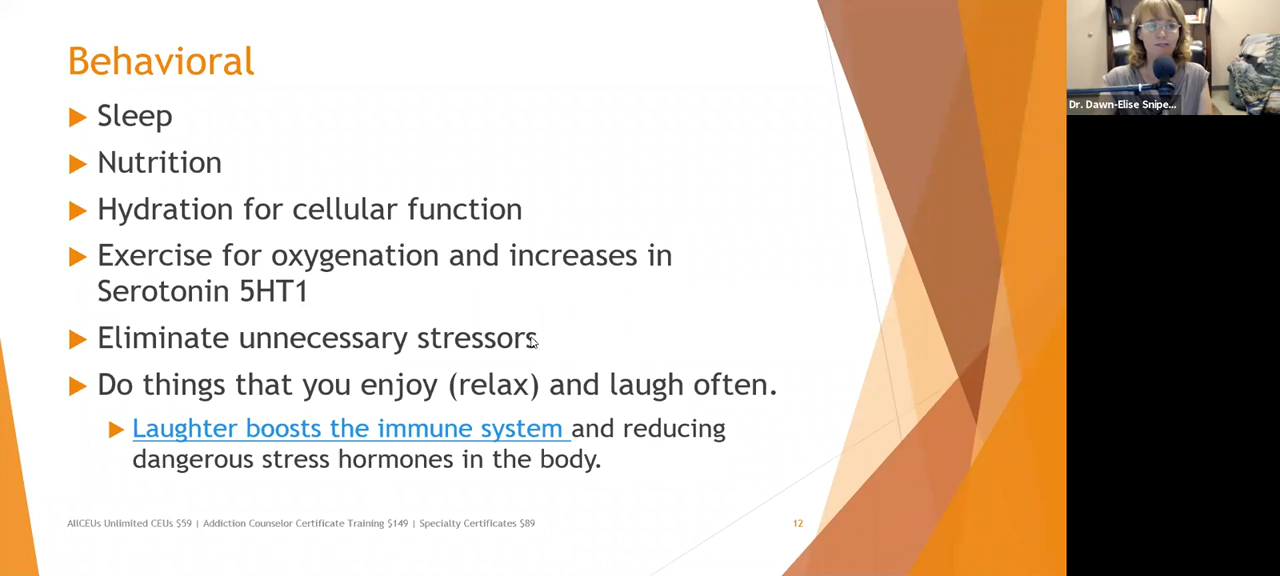 Behavioral
Sleep
Nutrition
Hydration for cellular function
Exercise for oxygenation and increases in
Serotonin 5HT1
Eliminate unnecessary stressors
Do things that you enjoy (relax) and laugh often.
Laughter boosts the immune system and reducing
dangerous stress hormones in the body.
AllCEUs Unlimited CEUs $59 | Addiction Counselor Certificate Training $149 | Specialty Certificates $89
12
Dr. Dawn-Elise Snipe...